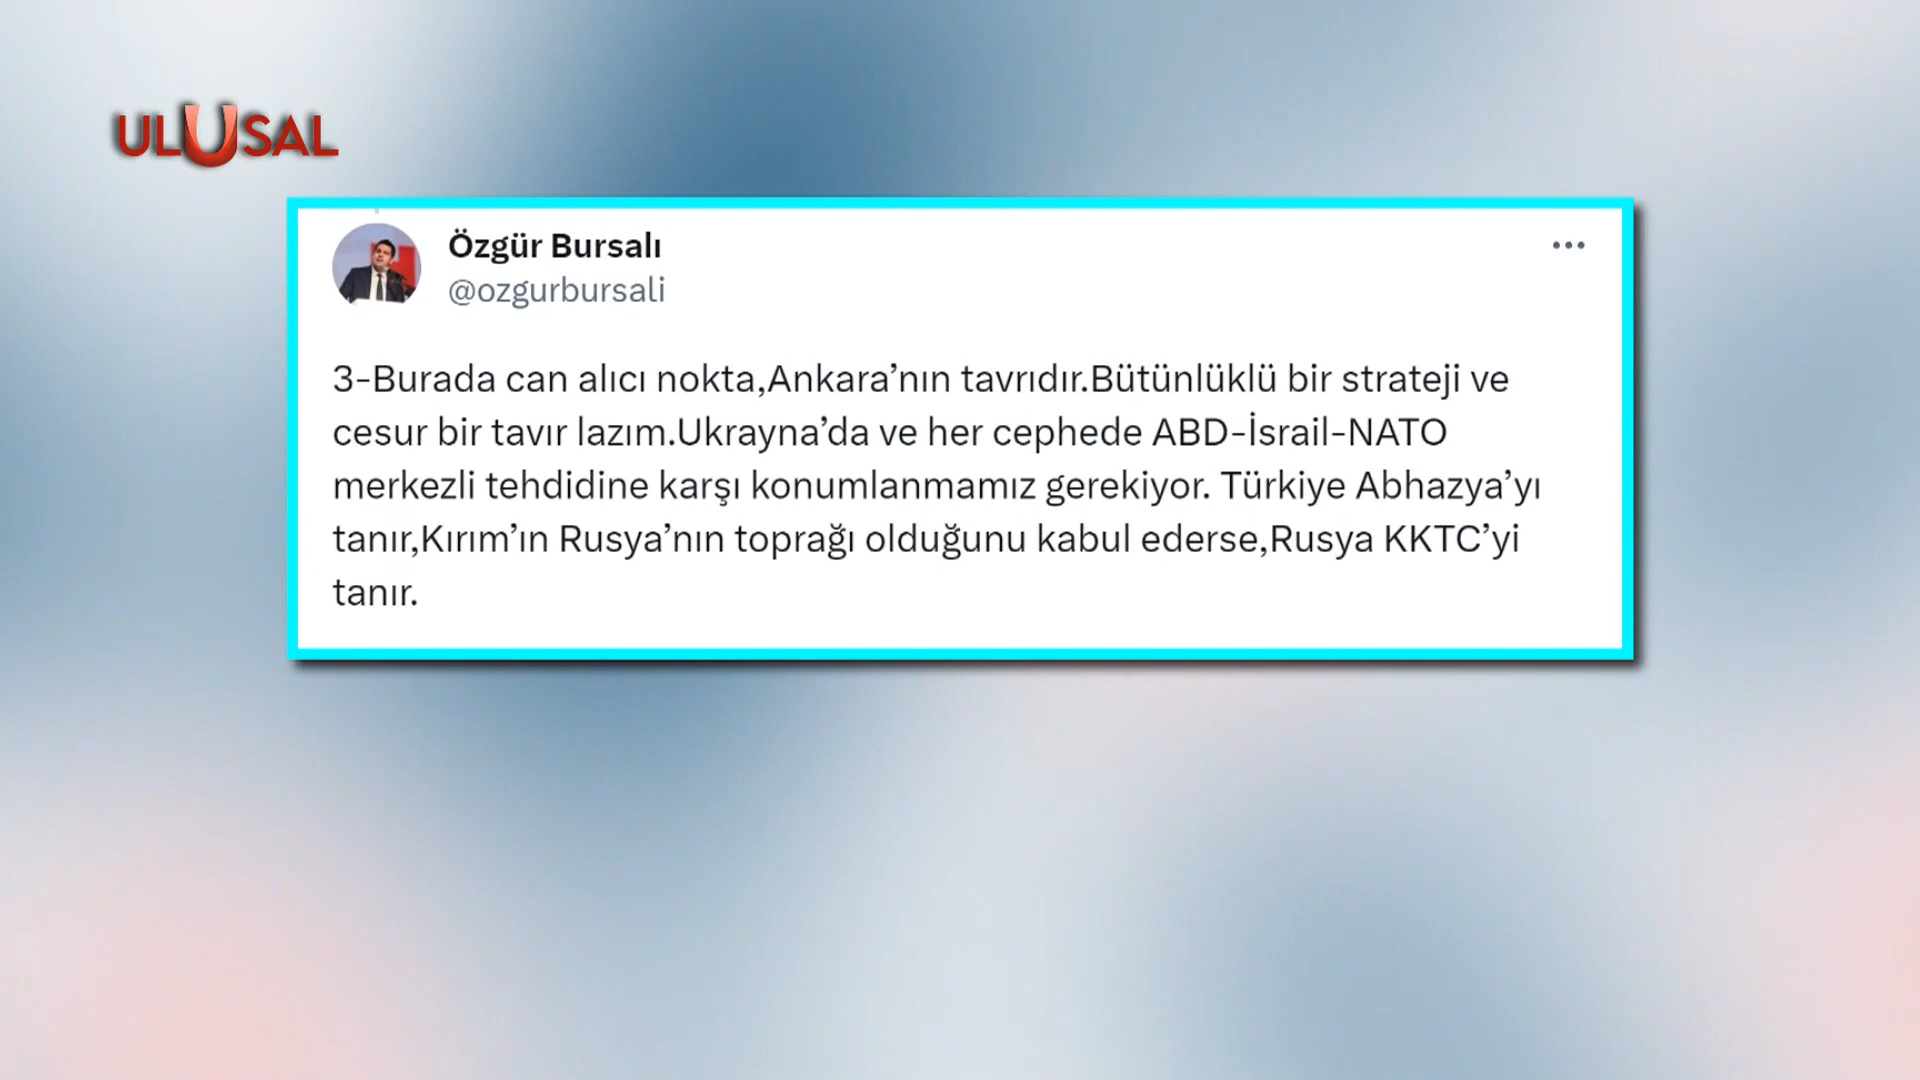 ULUSAL
Özgür Bursalı
@ozgurbursali
3-Burada can alıcı nokta,Ankara’nın tavrıdır.Bütünlüklü bir strateji ve
cesur bir tavır lazım.Ukrayna’da ve her cephede ABD-İsrail-NATO
merkezli tehdidine karşı konumlanmamız gerekiyor. Türkiye Abhazya’yı
tanır,Kırım’ın Rusya’nın toprağı olduğunu kabul ederse,Rusya KKTC’yi
tanır.